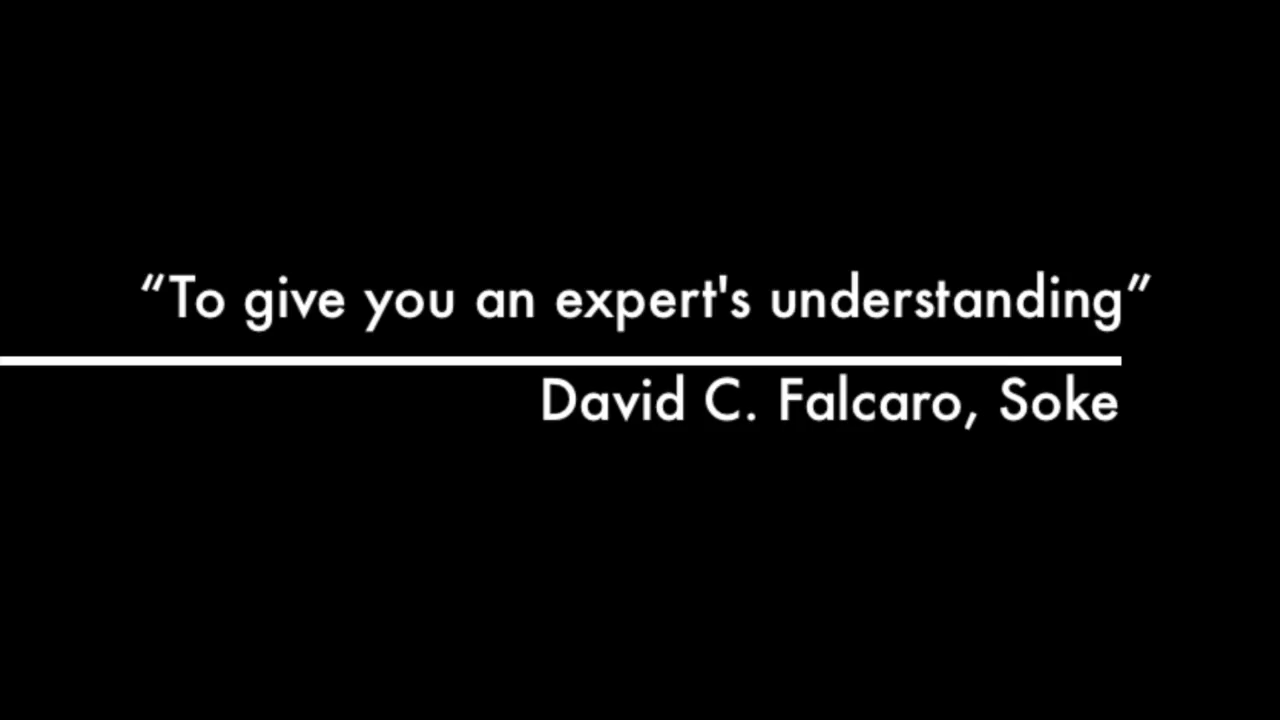 “To give you an expert's understanding”
David C. Falcaro, Soke